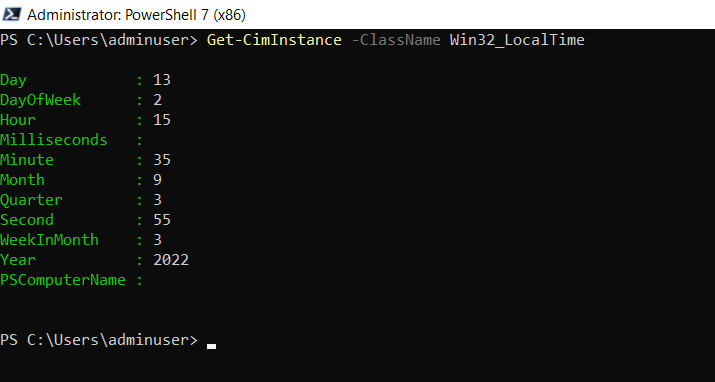 Administrator: PowerShell 7 (x86)
PS C:\Users\adminuser> Get-CimInstance -ClassName Win32_LocalTime
Day : 13
DayOfWeek : 2
Hour : 15
Milliseconds :
Minute : 35
Month : 9
Quarter : 3
Second : 55
WeekInMonth : 3
Year : 2022
PSComputerName :
PS C:\Users\adminuser>